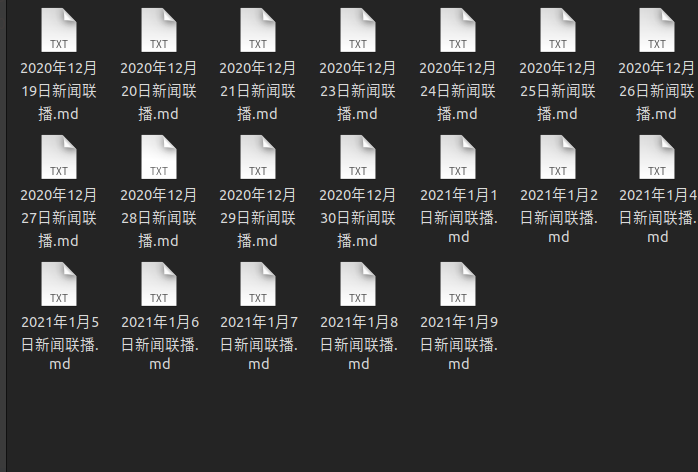 TXT TXT TXT TXT TXT TXT TXT
2020年12月 2020年12月 2020年12月 2020年12月 2020年12月 2020年12月 2020年12月
19日新闻联 20日新闻联 21日新闻联 23日新闻联 24日新闻联 25日新闻联 26日新闻联
播.md 播.md 播.md 播.md 播.md 播.md 播.md
TXT TXT TXT TXT TXT TXT TXT
2020年12月 2020年12月 2020年12月 2020年12月 2021年1月1 2021年1月2 2021年1月4
27日新闻联 28日新闻联 29日新闻联 30日新闻联 日新闻联播. 日新闻联播. 日新闻联播.
播.md 播.md 播.md 播.md md md md
TXT TXT TXT TXT TXT
2021年1月5 2021年1月6 2021年1月7 2021年1月8 2021年1月9
日新闻联播. 日新闻联播. 日新闻联播. 日新闻联播. 日新闻联播.
md md md md md